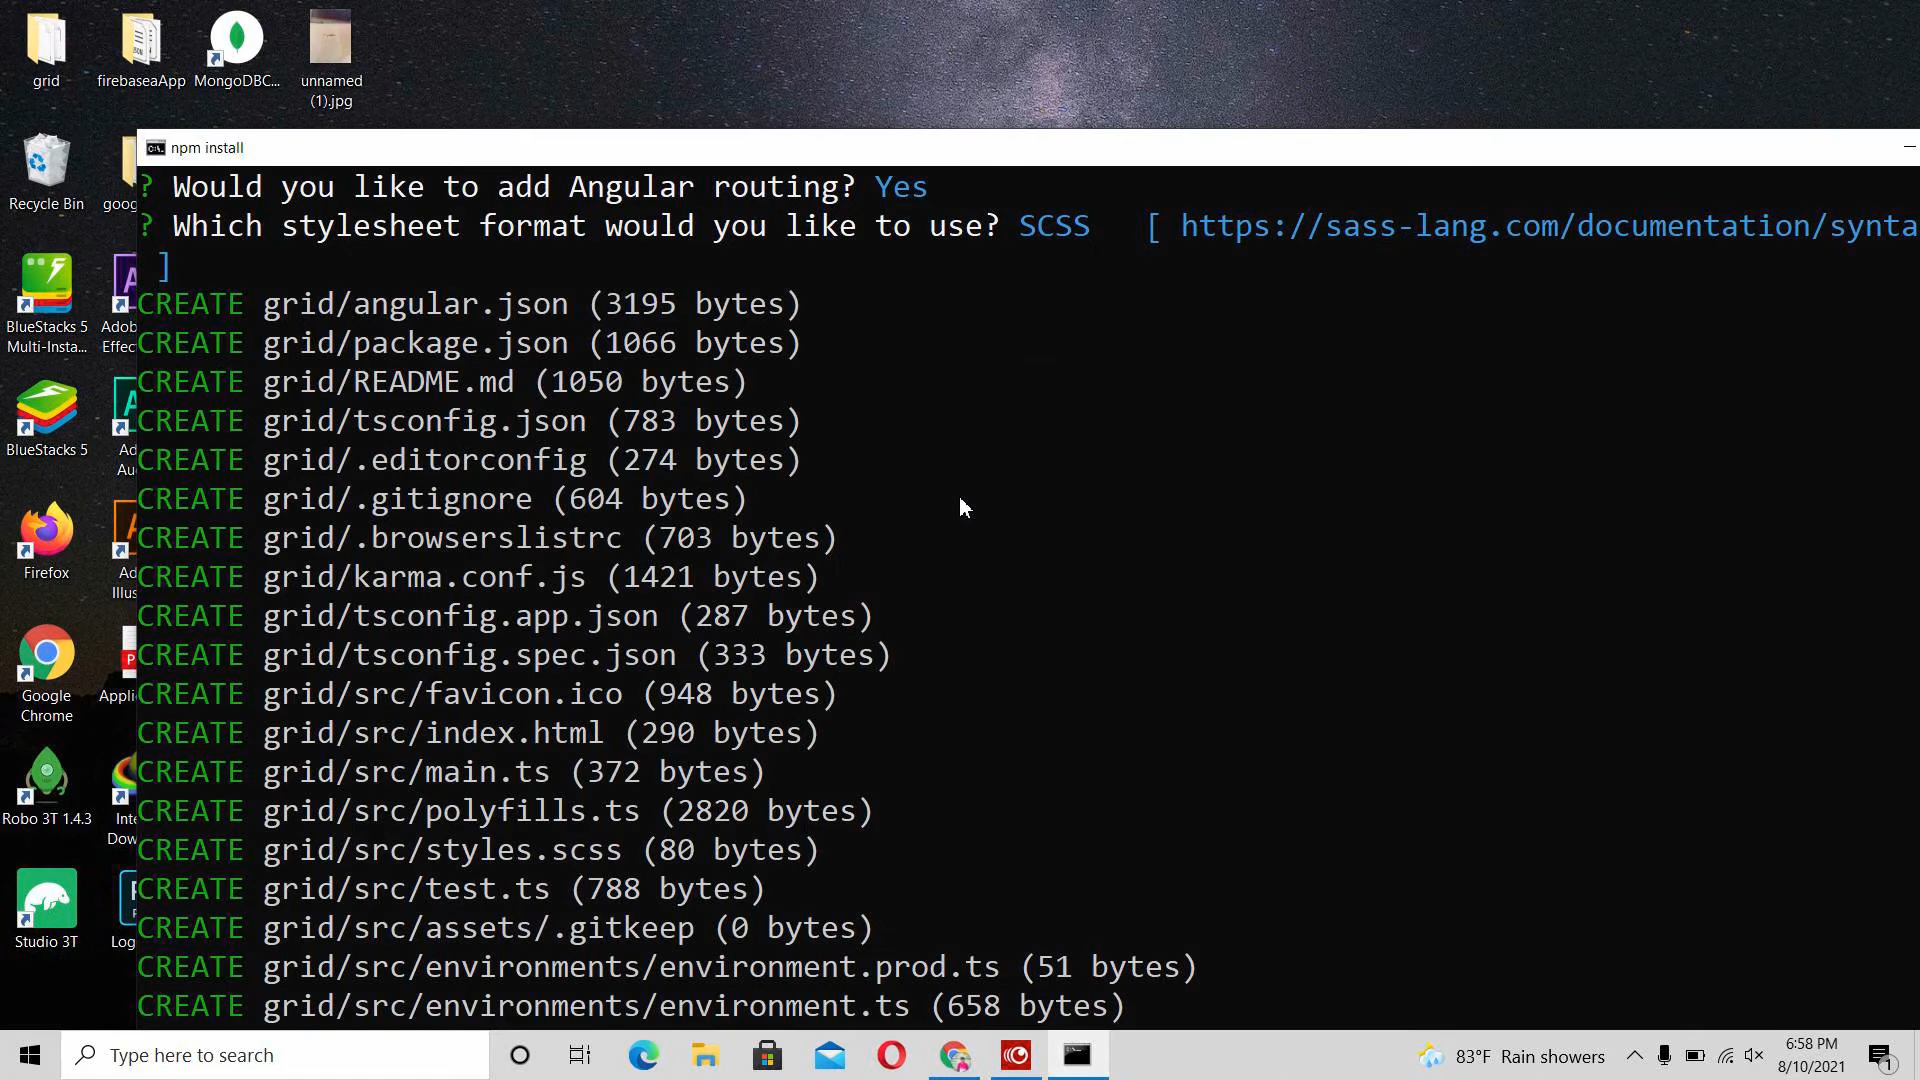 grid
firebaseaApp
MongoDBC...
unnamed
(1).jpg
npm install
? Would you like to add Angular routing? Yes
? Which stylesheet format would you like to use? SCSS [ https://sass-lang.com/documentation/synta
]
CREATE grid/angular.json (3195 bytes)
CREATE grid/package.json (1066 bytes)
CREATE grid/README.md (1050 bytes)
CREATE grid/tsconfig.json (783 bytes)
CREATE grid/.editorconfig (274 bytes)
CREATE grid/.gitignore (604 bytes)
CREATE grid/.browserslistrc (703 bytes)
CREATE grid/karma.conf.js (1421 bytes)
CREATE grid/tsconfig.app.json (287 bytes)
CREATE grid/tsconfig.spec.json (333 bytes)
CREATE grid/src/favicon.ico (948 bytes)
CREATE grid/src/index.html (290 bytes)
CREATE grid/src/main.ts (372 bytes)
CREATE grid/src/polyfills.ts (2820 bytes)
CREATE grid/src/styles.scss (80 bytes)
CREATE grid/src/test.ts (788 bytes)
CREATE grid/src/assets/.gitkeep (0 bytes)
CREATE grid/src/environments/environment.prod.ts (51 bytes)
CREATE grid/src/environments/environment.ts (658 bytes)
Recycle Bin
goog
BlueStacks 5
Multi-Insta...
Adob
Effec
BlueStacks 5
Ad
Au
Firefox
Ad
Illus
Google
Chrome
Applic
Robo 3T 1.4.3
Inte
Dow
Studio 3T
Log
Type here to search
83°F Rain showers
6:58 PM
8/10/2021
1